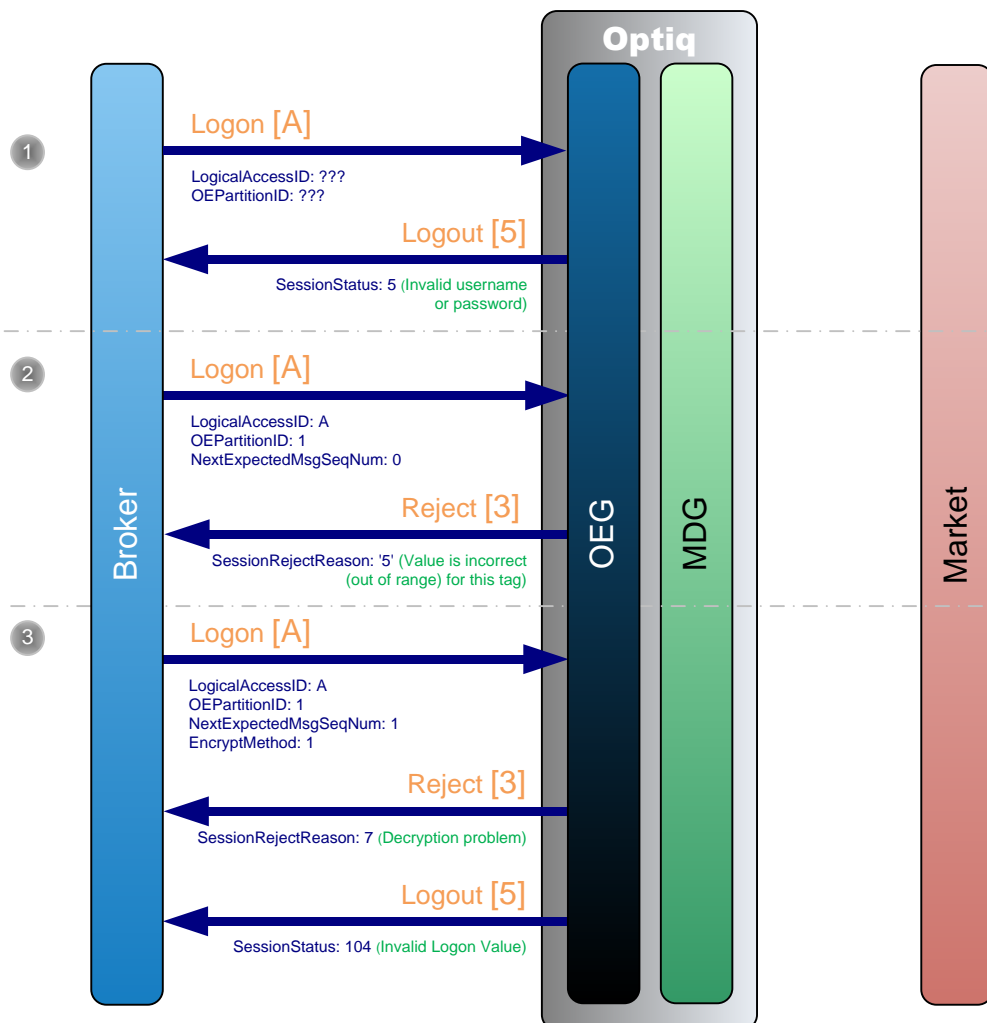 Optiq
Broker
OEG
MDG
Market
1
Logon [A]
LogicalAccessID: ???
OEPartitionID: ???
Logout [5]
SessionStatus: 5 (Invalid username
or password)
2
Logon [A]
LogicalAccessID: A
OEPartitionID: 1
NextExpectedMsgSeqNum: 0
Reject [3]
SessionRejectReason: '5' (Value is incorrect
(out of range) for this tag)
3
Logon [A]
LogicalAccessID: A
OEPartitionID: 1
NextExpectedMsgSeqNum: 1
EncryptMethod: 1
Reject [3]
SessionRejectReason: 7 (Decryption problem)
Logout [5]
SessionStatus: 104 (Invalid Logon Value)